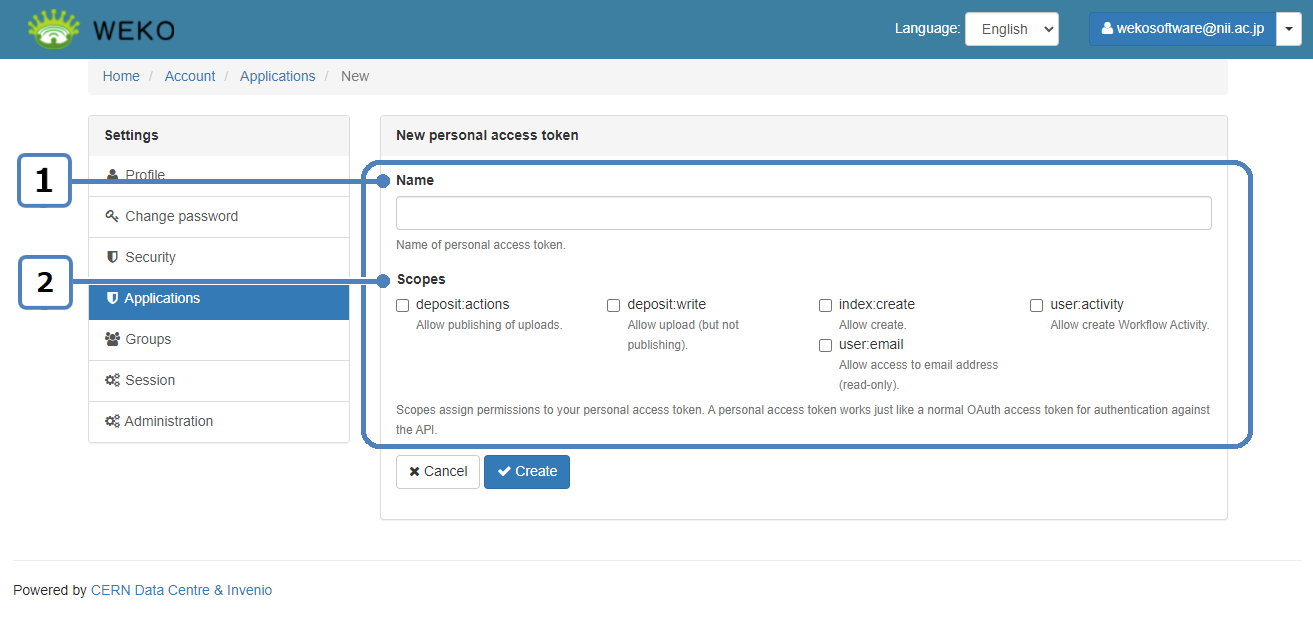 WEKO
Language: English wekosoftware@nii.ac.jp
Home / Account / Applications / New
Settings
Profile
Change password
Security
Applications
Groups
Session
Administration
1
2
New personal access token
Name
Name of personal access token.
Scopes
deposit:actions
Allow publishing of uploads.
deposit:write
Allow upload (but not
publishing).
index:create
Allow create.
user:email
Allow access to email address
(read-only).
user:activity
Allow create Workflow Activity.
Scopes assign permissions to your personal access token. A personal access token works just like a normal OAuth access token for authentication against
the API.
Cancel Create
Powered by CERN Data Centre & Invenio